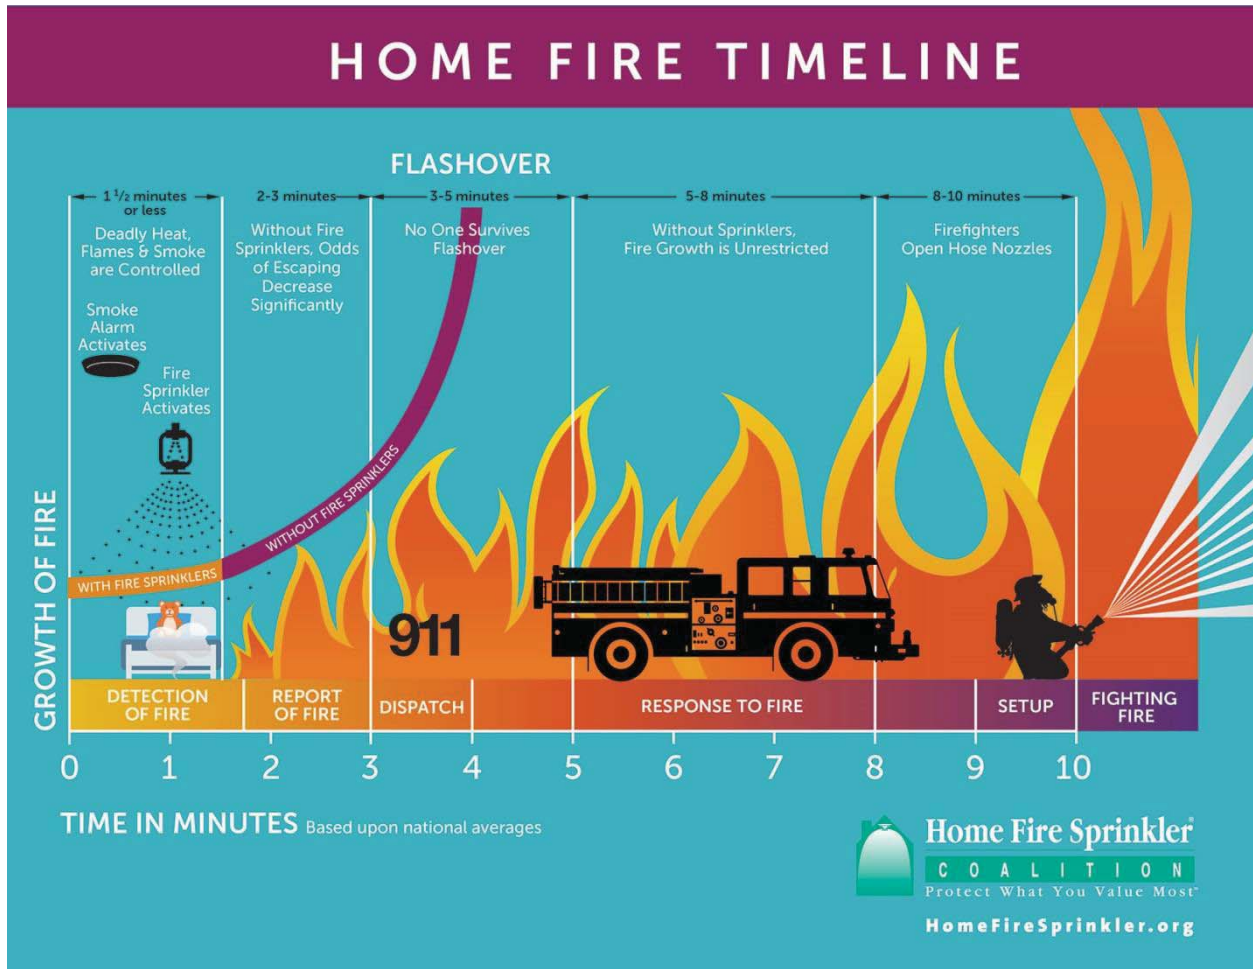 HOME FIRE TIMELINE
FLASHOVER
1 1/2 minutes
or less
2-3 minutes
3-5 minutes
5-8 minutes
8-10 minutes
Deadly Heat,
Flames & Smoke
are Controlled
Without Fire
Sprinklers, Odds
of Escaping
Decrease
Significantly
No One Survives
Flashover
Without Sprinklers,
Fire Growth is Unrestricted
Firefighters
Open Hose Nozzles
Smoke
Alarm
Activates
Fire
Sprinkler
Activates
WITH FIRE SPRINKLERS
WITHOUT FIRE SPRINKLERS
911
GROWTH OF FIRE
DETECTION
OF FIRE
REPORT
OF FIRE
DISPATCH
RESPONSE TO FIRE
SETUP
FIGHTING
FIRE
0 1 2 3 4 5 6 7 8 9 10
TIME IN MINUTES Based upon national averages
Home Fire Sprinkler®
COALITION
Protect What You Value Most™
HomeFireSprinkler.org